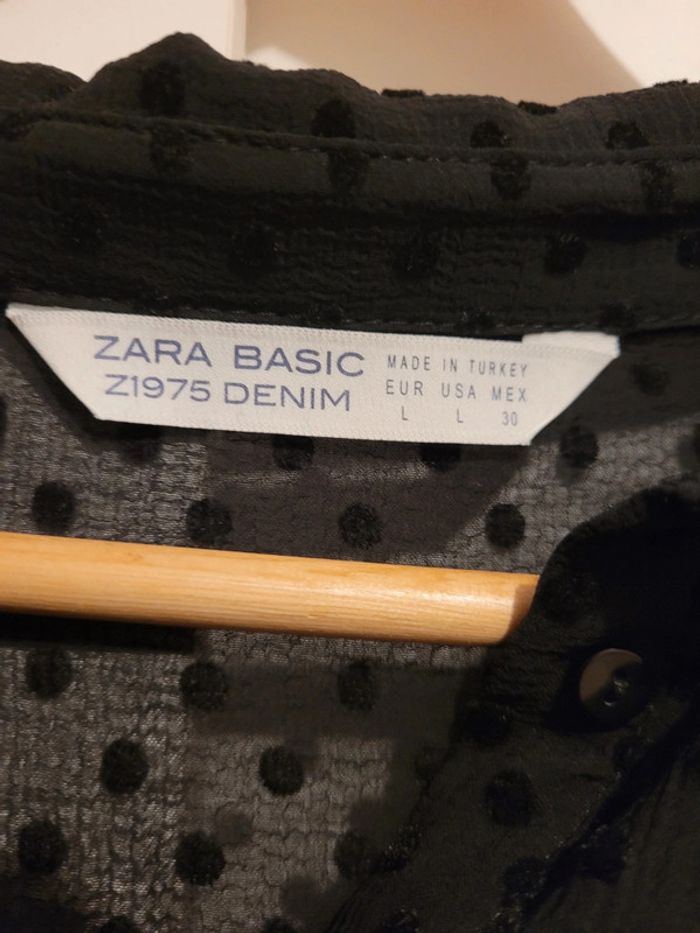 ZARA BASIC
Z1975 DENIM
MADE IN TURKEY
EUR USA MEX
L L 30